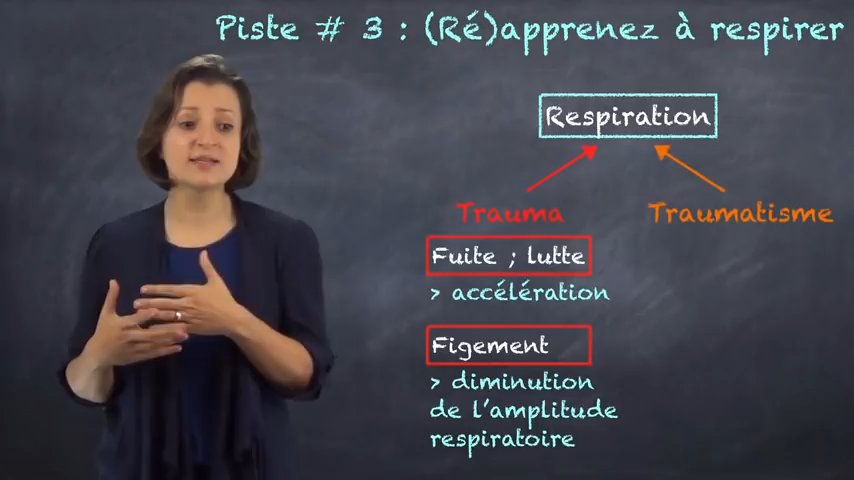 Piste # 3 : (Ré)apprenez à respirer
Respiration
Trauma
Traumatisme
Fuite ; lutte
> accélération
Figement
> diminution
de l'amplitude
respiratoire